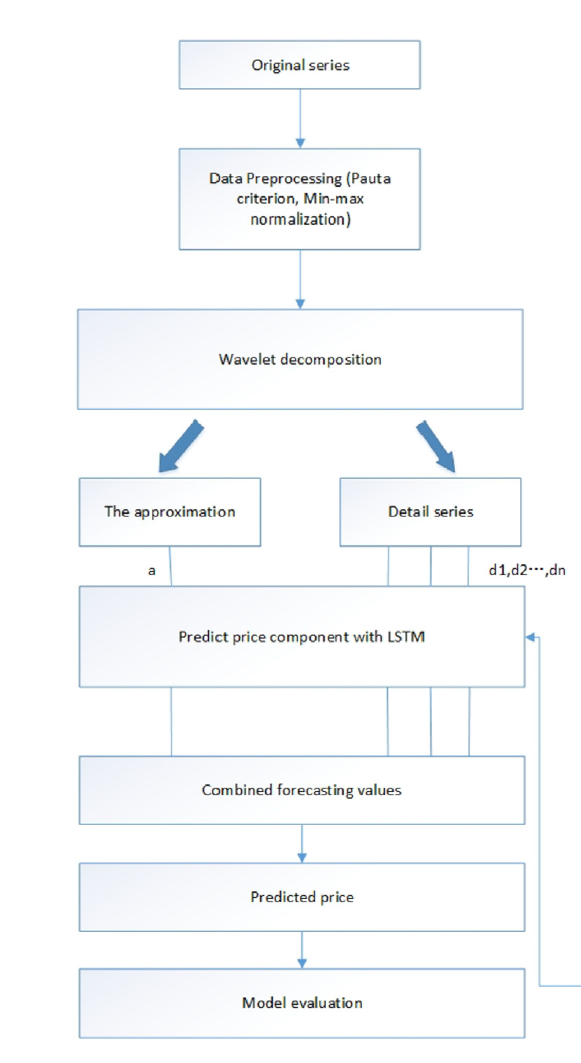 Original series
Data Preprocessing (Pauta
criterion, Min-max
normalization)
Wavelet decomposition
The approximation
Detail series
a
d1,d2···,dn
Predict price component with LSTM
Combined forecasting values
Predicted price
Model evaluation